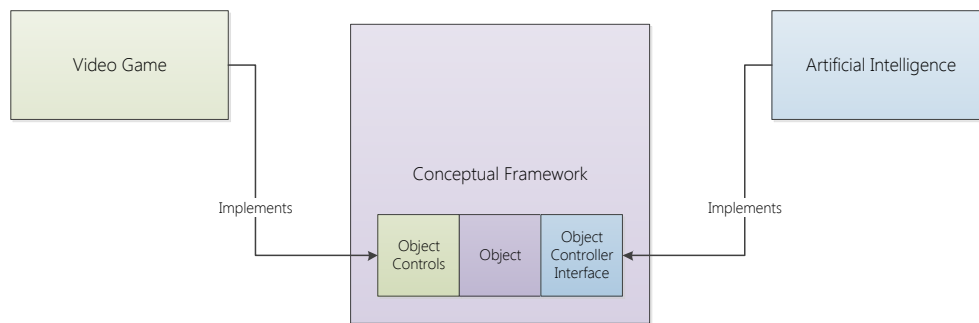 Video Game
Artificial Intelligence
Conceptual Framework
Implements
Implements
Object
Controls
Object
Object
Controller
Interface